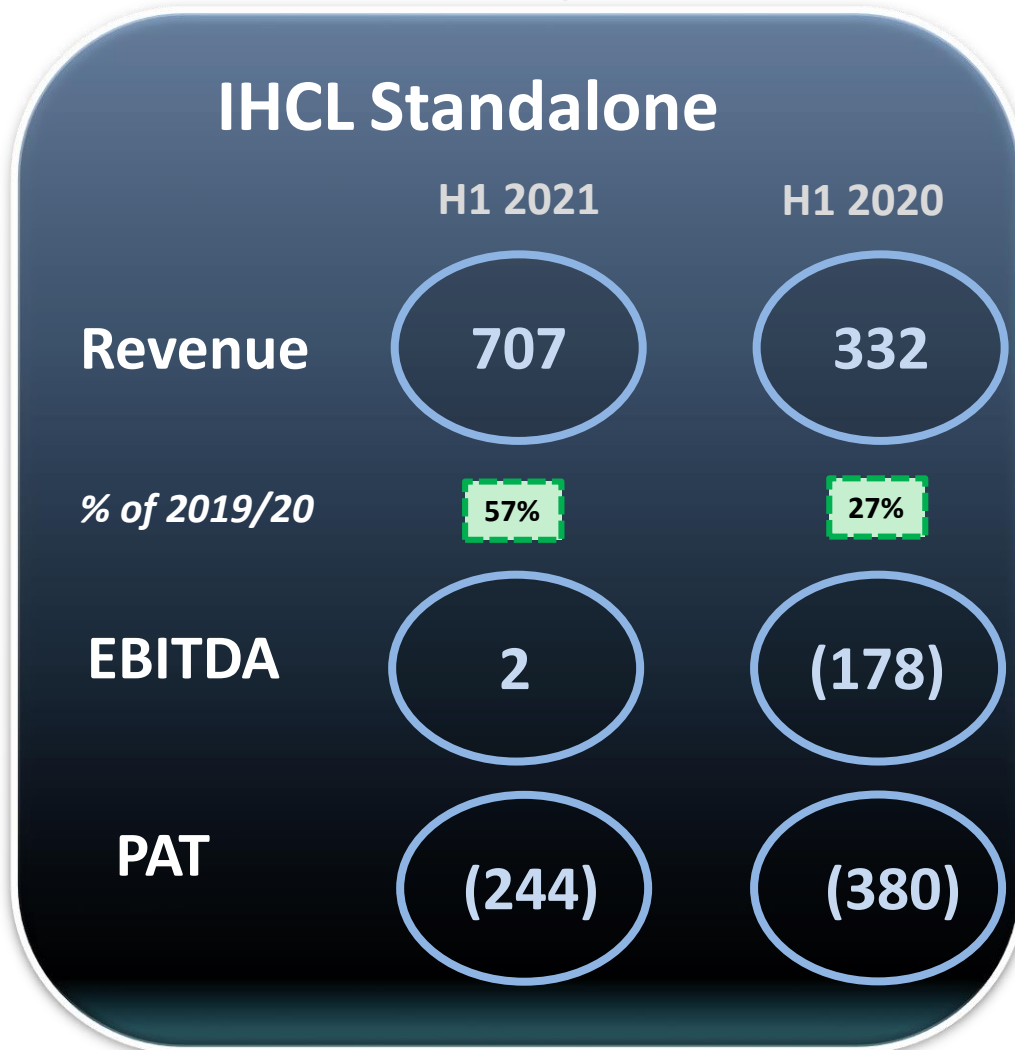 IHCL Standalone
H1 2021 H1 2020
Revenue 707 332
% of 2019/20 57% 27%
EBITDA 2 (178)
PAT (244) (380)